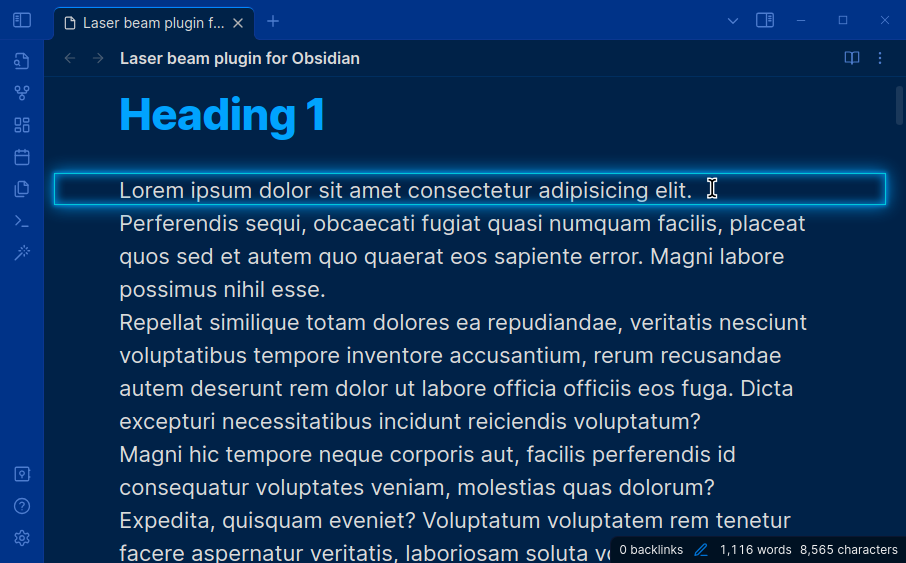 Laser beam plugin f...
Laser beam plugin for Obsidian
Heading 1
Lorem ipsum dolor sit amet consectetur adipisicing elit.
Perferendis sequi, obcaecati fugiat quasi numquam facilis, placeat
quos sed et autem quo quaerat eos sapiente error. Magni labore
possimus nihil esse.
Repellat similique totam dolores ea repudiandae, veritatis nesciunt
voluptatibus tempore inventore accusantium, rerum recusandae
autem deserunt rem dolor ut labore officia officiis eos fuga. Dicta
excepturi necessitatibus incidunt reiciendis voluptatum?
Magni hic tempore neque corporis aut, facilis perferendis id
consequatur voluptates veniam, molestias quas dolorum?
Expedita, quisquam eveniet? Voluptatum voluptatem rem tenetur
facere aspernatur veritatis, laboriosam soluta
0 backlinks 1,116 words 8,565 characters